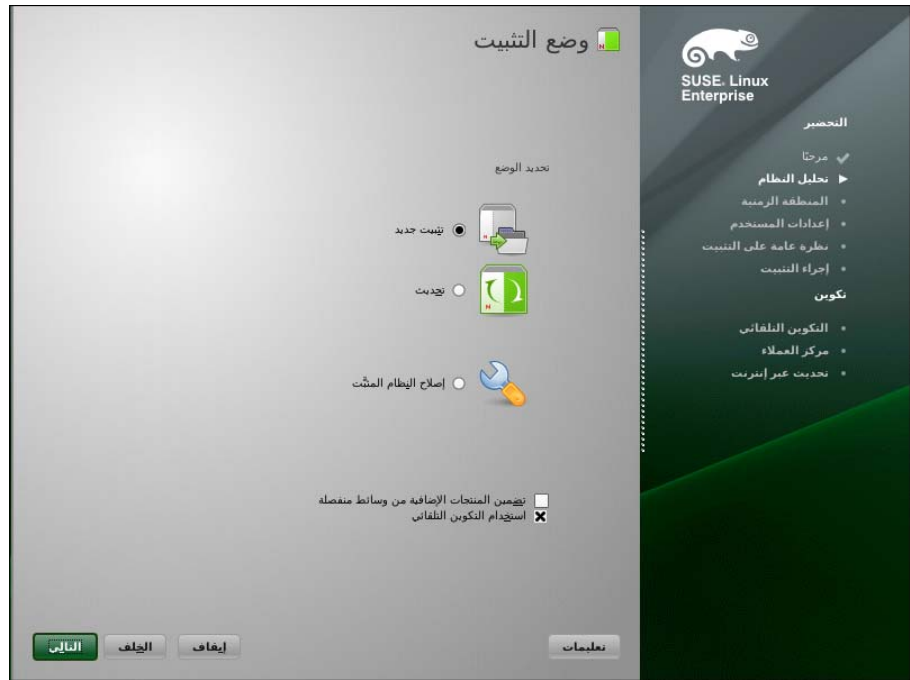 وضع التثبيت
تحديد الوضع
تثبيت جديد
تحديث
إصلاح النظام المثبَّت
تضمين المنتجات الإضافية من وسائط منفصلة
استخدام التكوين التلقائي
تعليمات
إيقاف
الخلف
التالي
SUSE. Linux
Enterprise
التحضير
مرحبًا
تحليل النظام
المنطقة الزمنية
إعدادات المستخدم
نظرة عامة على التثبيت
إجراء التثبيت
تكوين
التكوين التلقائي
مركز العملاء
تحديث عبر إنترنت